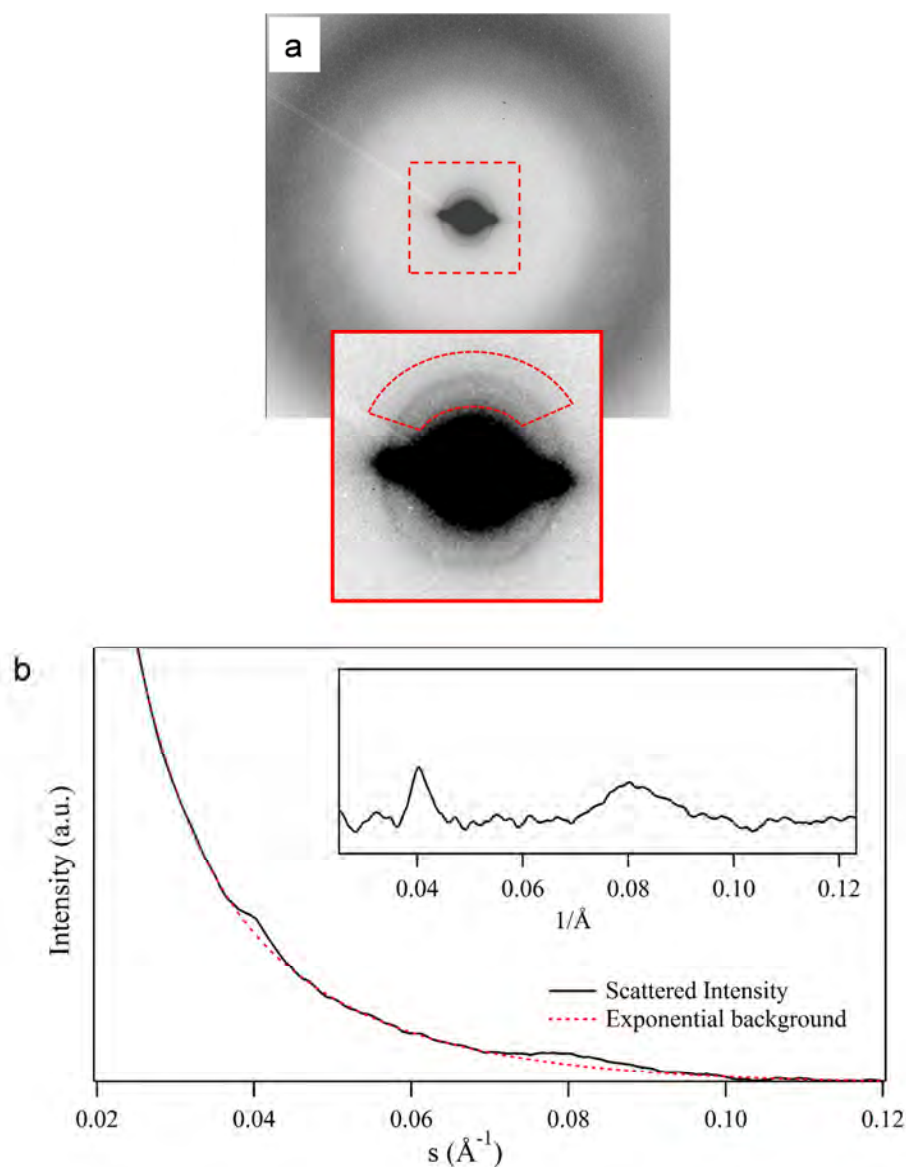 a
b
Intensity (a.u.)
0.04 0.06 0.08 0.10 0.12
1/Å
Scattered Intensity
Exponential background
0.02 0.04 0.06 0.08 0.10 0.12
s (Å⁻¹)